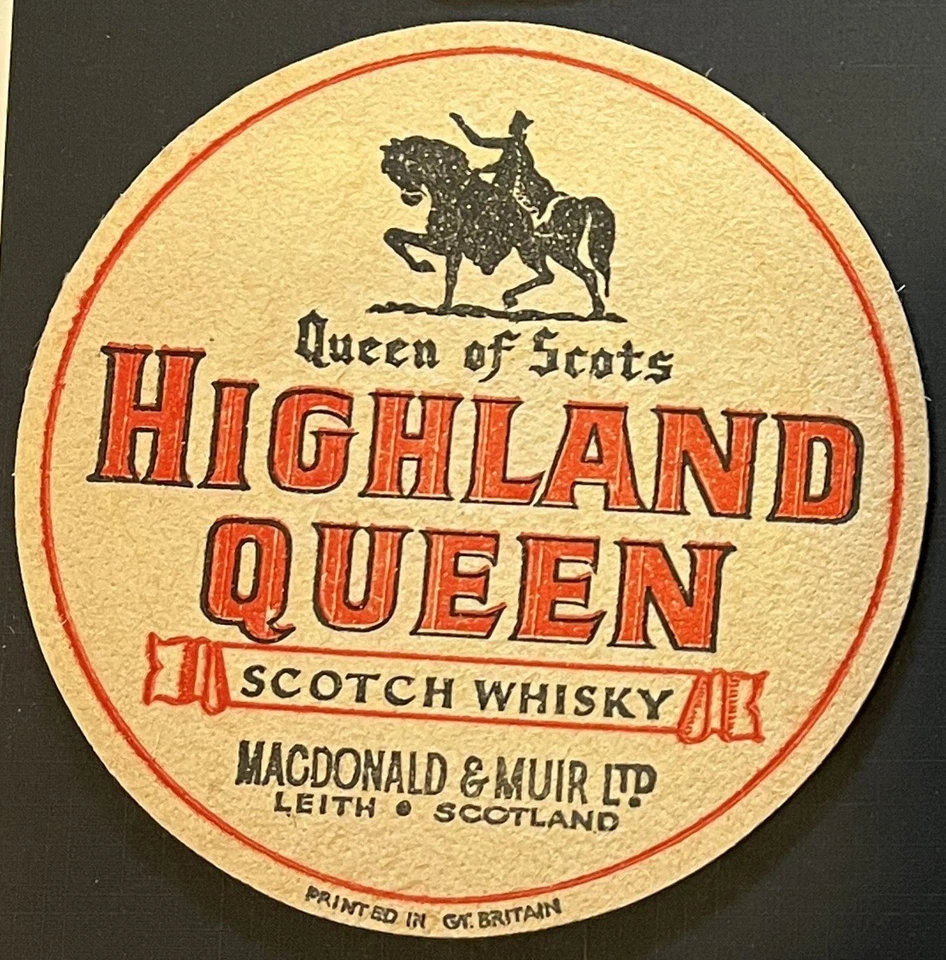 Queen of Scots
HIGHLAND
QUEEN
SCOTCH WHISKY
MACDONALD & MUIR LTD
LEITH • SCOTLAND
PRINTED IN GT. BRITAIN